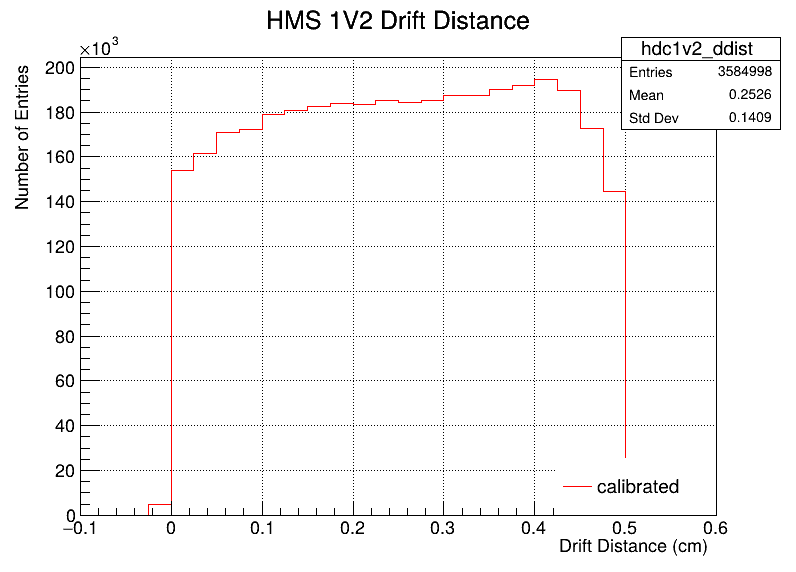 HMS 1V2 Drift Distance
×10³
hdc1v2_ddist
Entries 3584998
Mean 0.2526
Std Dev 0.1409
Number of Entries
200
180
160
140
120
100
80
60
40
20
0
calibrated
−0.1 0 0.1 0.2 0.3 0.4 0.5 0.6
Drift Distance (cm)